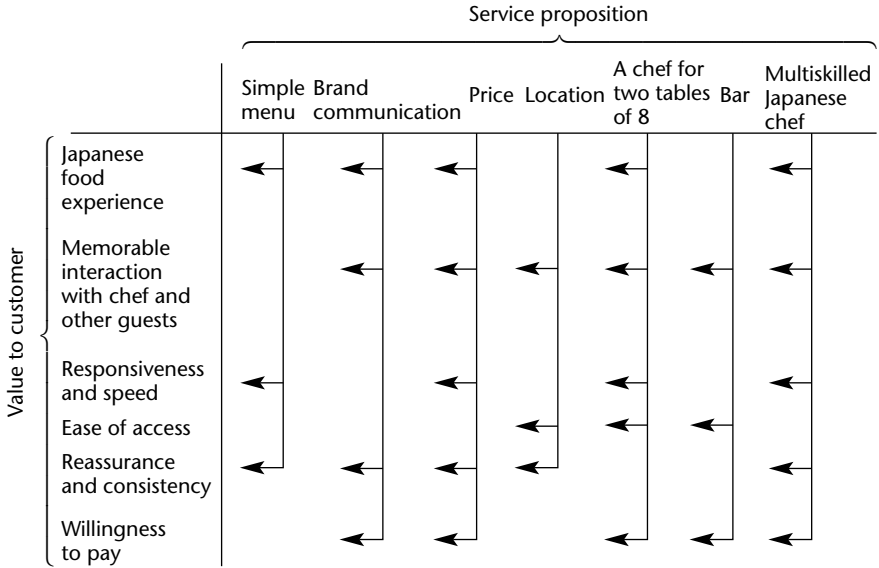 Service proposition
Simple menu
Brand communication
Price
Location
A chef for two tables of 8
Bar
Multiskilled Japanese chef
Value to customer
Japanese
food
experience
Memorable
interaction
with chef and
other guests
Responsiveness
and speed
Ease of access
Reassurance
and consistency
Willingness
to pay